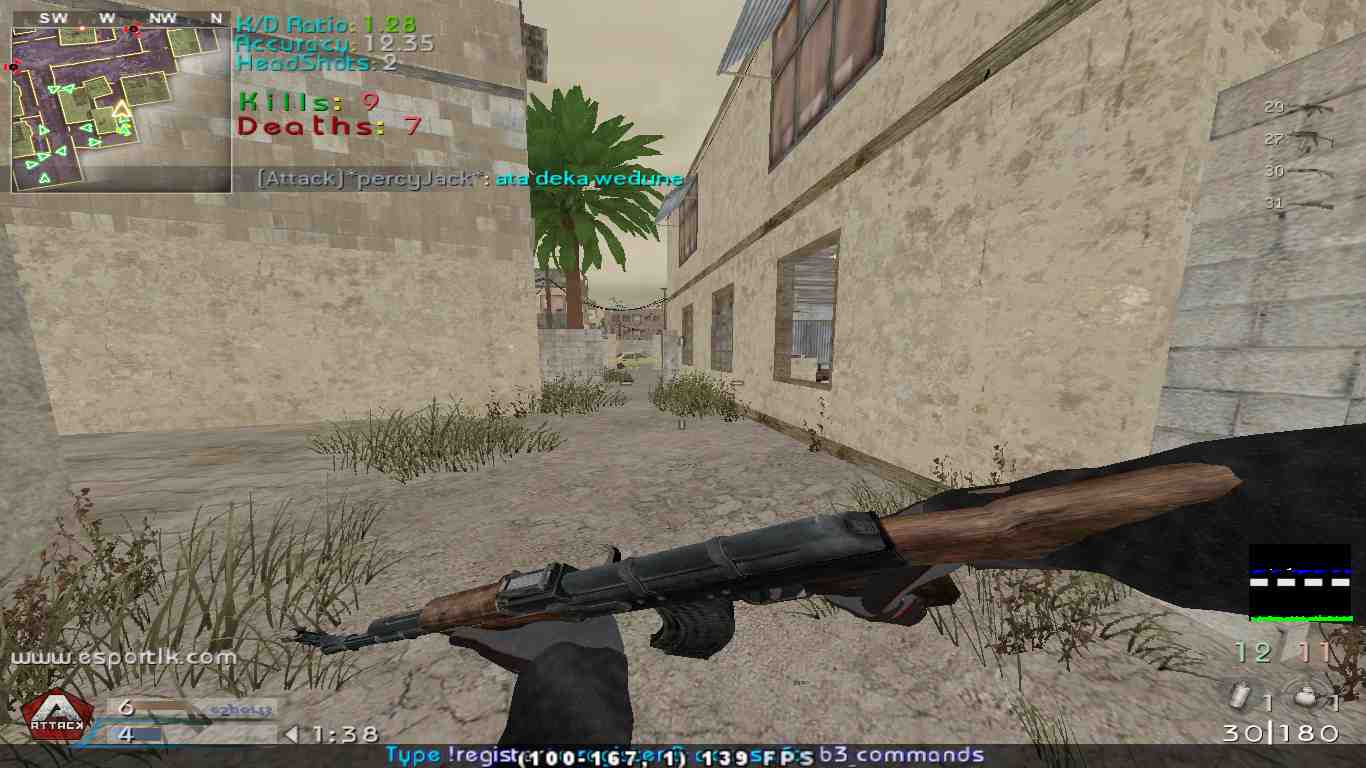 SW W NW N
K/D Ratio: 1.28
Accuracy: 12.35
HeadShots: 2
Kills: 9
Deaths: 7
[Attack]*percyJack*: ata deka wedune
29
27
30
31
www.esportlk.com
12 11
ATTACK
6
4
1:38
1 1
30|180
Type !register b3 commands
(100-167, 1) 139 FPS